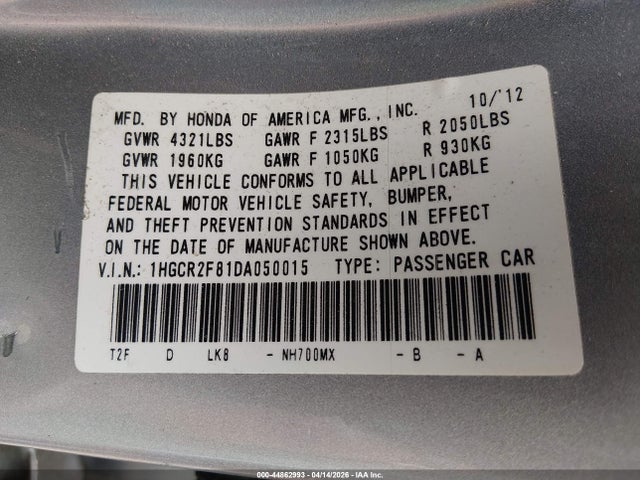 MFD. BY HONDA OF AMERICA MFG., INC. 10/'12
GVWR 4321LBS GAWR F 2315LBS R 2050LBS
GVWR 1960KG GAWR F 1050KG R 930KG
THIS VEHICLE CONFORMS TO ALL APPLICABLE
FEDERAL MOTOR VEHICLE SAFETY, BUMPER,
AND THEFT PREVENTION STANDARDS IN EFFECT
ON THE DATE OF MANUFACTURE SHOWN ABOVE.
V.I.N.: 1HGCR2F81DA050015 TYPE: PASSENGER CAR
T2F D LK8 - NH700MX - B - A
000-44862993 - 04/14/2026 - IAA Inc.